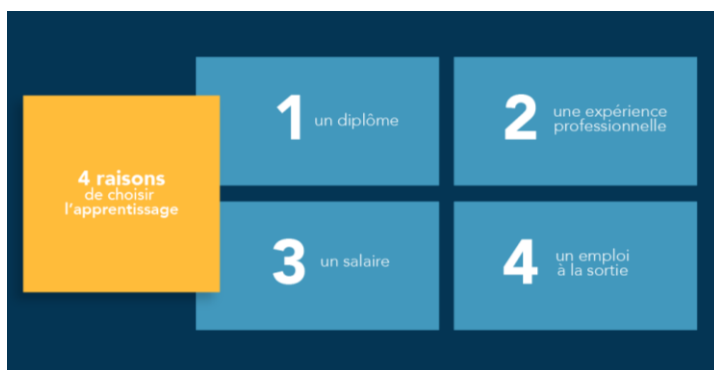 4 raisons
de choisir
l'apprentissage
1 un diplôme
2 une expérience
professionnelle
3 un salaire
4 un emploi
à la sortie